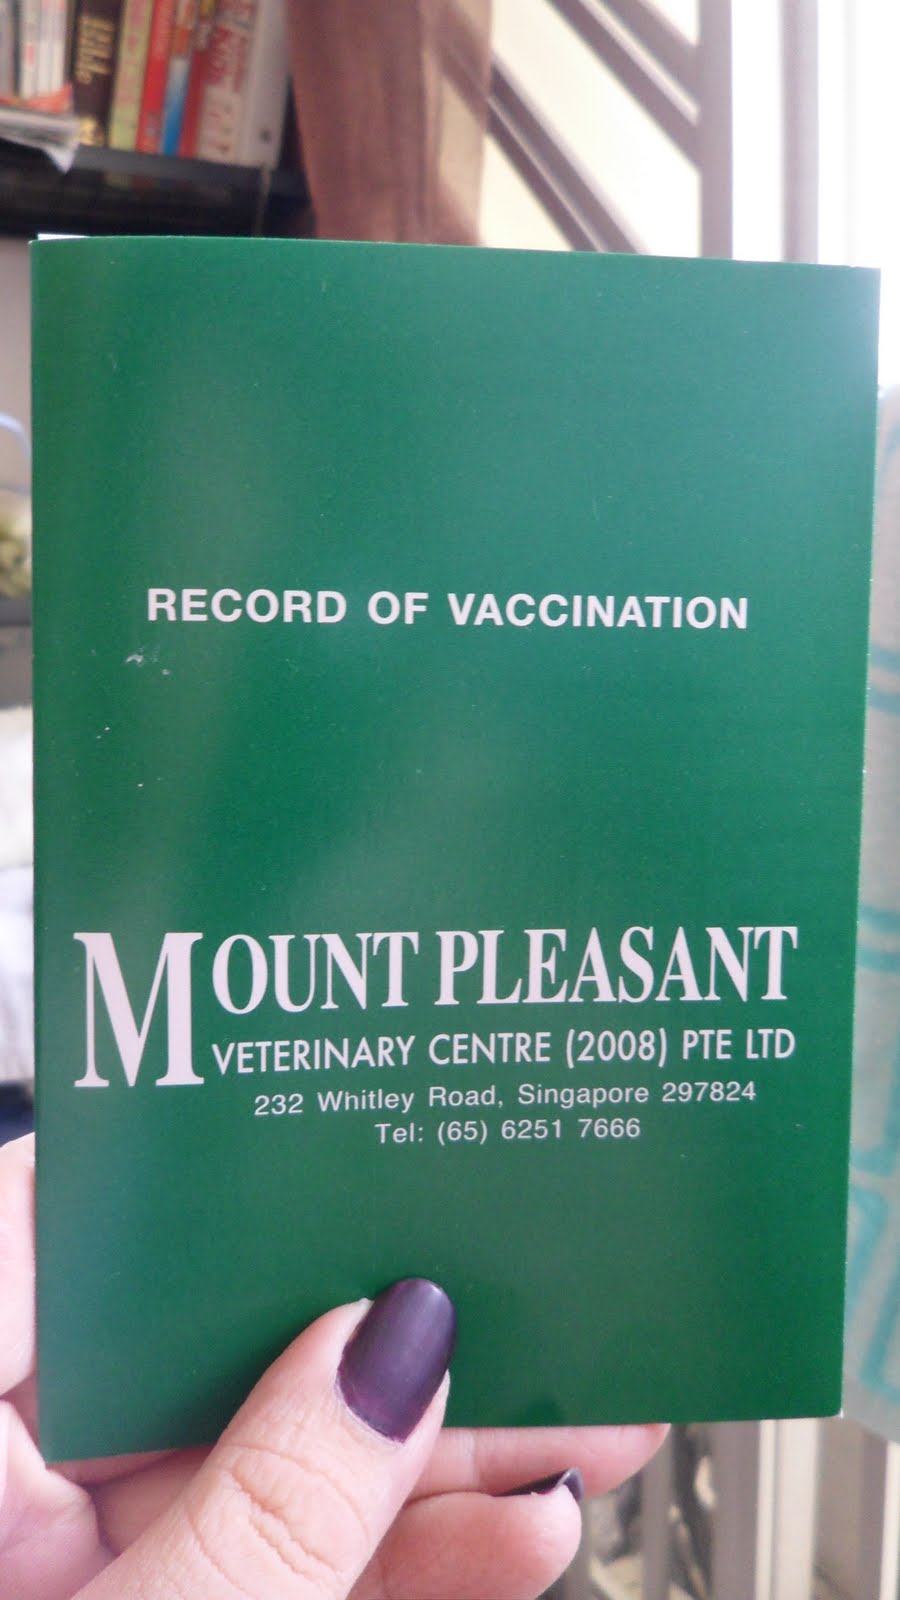 Bible
RECORD OF VACCINATION
MOUNT PLEASANT
VETERINARY CENTRE (2008) PTE LTD
232 Whitley Road, Singapore 297824
Tel: (65) 6251 7666